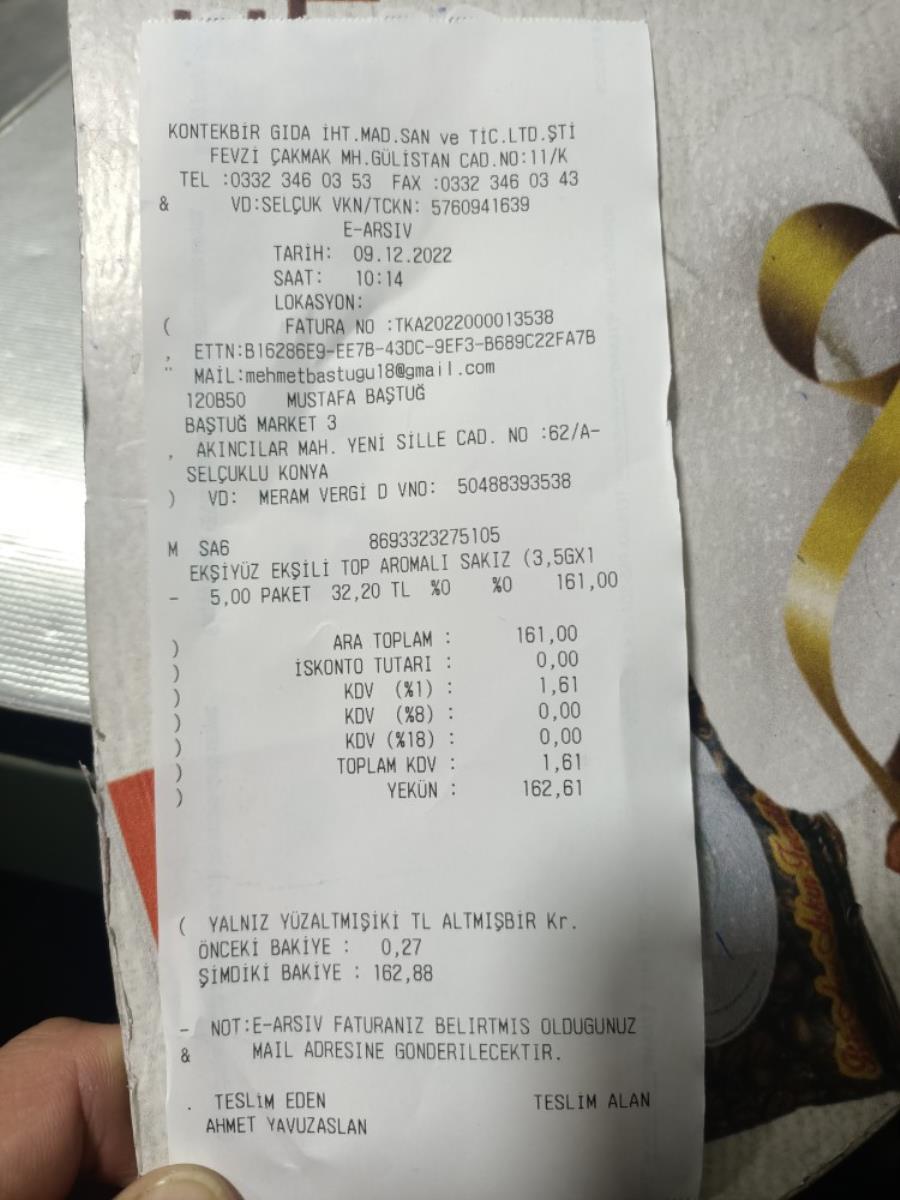 KONTEKBİR GIDA İHT.MAD.SAN ve TİC.LTD.ŞTİ
FEVZİ ÇAKMAK MH.GÜLİSTAN CAD.NO:11/K
TEL :0332 346 03 53 FAX :0332 346 03 43
& VD:SELÇUK VKN/TCKN: 5760941639
E-ARSIV
TARİH: 09.12.2022
SAAT: 10:14
LOKASYON:
( FATURA NO :TKA2022000013538
, ETTN:B16286E9-EE7B-43DC-9EF3-B689C22FA7B
" MAİL:mehmetbastugu18@gmail.com
120B50 MUSTAFA BAŞTUĞ
BAŞTUĞ MARKET 3
, AKINCILAR MAH. YENİ SİLLE CAD. NO :62/A-
SELÇUKLU KONYA
) VD: MERAM VERGİ D VNO: 50488393538
M SA6 8693323275105
EKŞİYÜZ EKŞİLİ TOP AROMALI SAKIZ (3,5GX1
- 5,00 PAKET 32,20 TL %0 %0 161,00
) ARA TOPLAM : 161,00
) İSKONTO TUTARI : 0,00
) KDV (%1) : 1,61
) KDV (%8) : 0,00
) KDV (%18) : 0,00
) TOPLAM KDV : 1,61
) YEKÜN : 162,61
( YALNIZ YÜZALTMIŞİKİ TL ALTMIŞBİR Kr.
ÖNCEKİ BAKİYE : 0,27
ŞİMDİKİ BAKİYE : 162,88
- NOT:E-ARSIV FATURANIZ BELIRTMIS OLDUGUNUZ
& MAIL ADRESINE GONDERILECEKTIR.
. TESLİM EDEN TESLIM ALAN
AHMET YAVUZASLAN